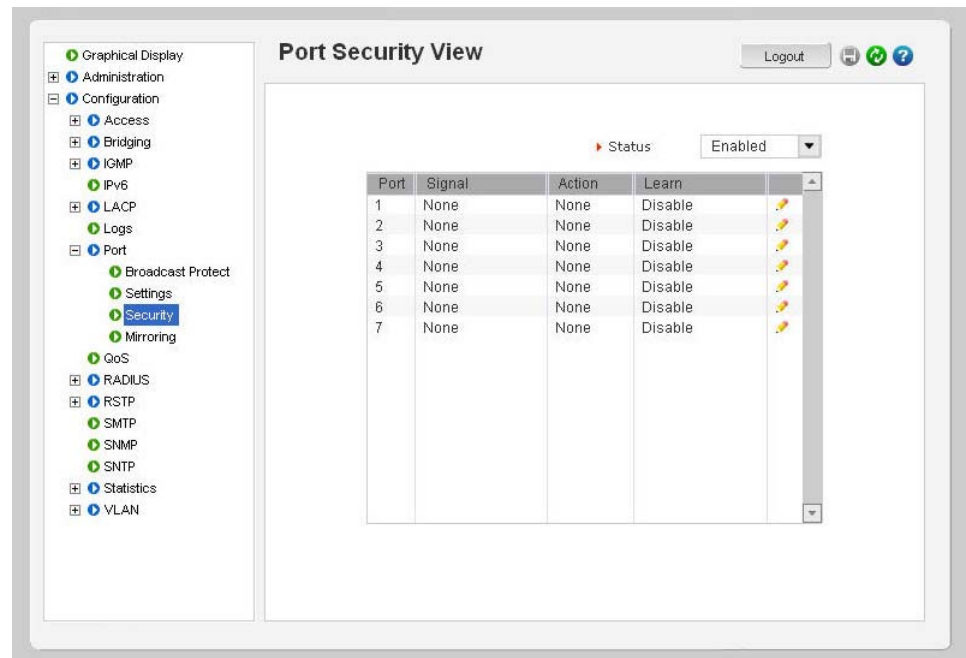 Graphical Display
Administration
Configuration
Access
Bridging
IGMP
IPv6
LACP
Logs
Port
Broadcast Protect
Settings
Security
Mirroring
QoS
RADIUS
RSTP
SMTP
SNMP
SNTP
Statistics
VLAN
Port Security View
Logout
?
Status Enabled
Port Signal Action Learn
1 None None Disable
2 None None Disable
3 None None Disable
4 None None Disable
5 None None Disable
6 None None Disable
7 None None Disable